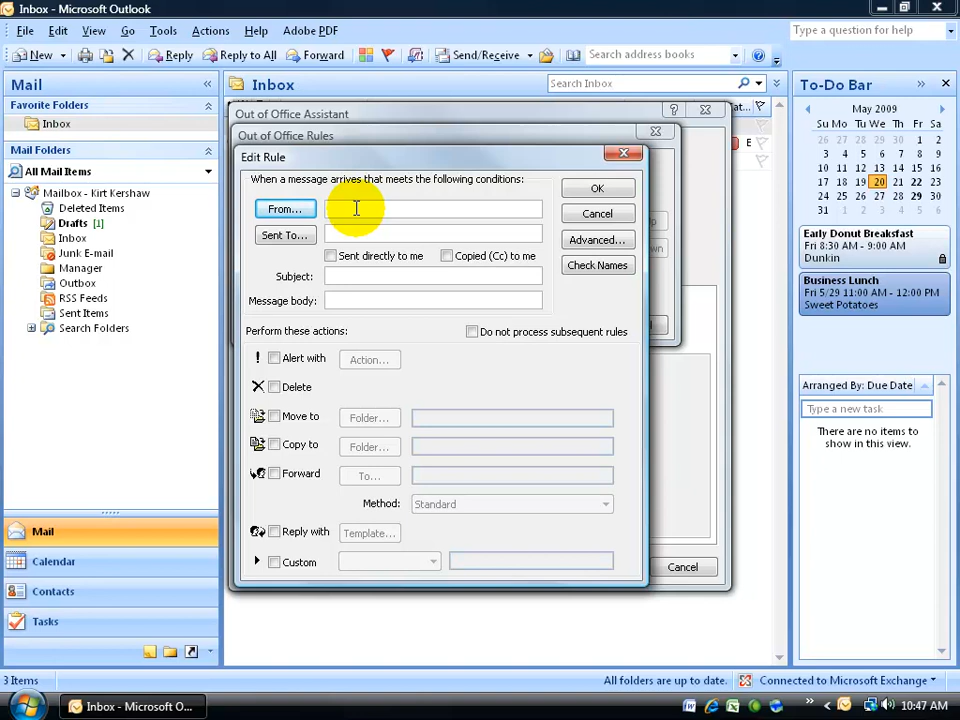 Inbox - Microsoft Outlook
File Edit View Go Tools Actions Help Adobe PDF
Type a question for help
New Reply Reply to All Forward Send/Receive Search address books
Mail
Favorite Folders
Inbox
Mail Folders
All Mail Items
Mailbox - Kirt Kershaw
Deleted Items
Drafts [1]
Inbox
Junk E-mail
Manager
Outbox
RSS Feeds
Sent Items
Search Folders
Mail
Calendar
Contacts
Tasks
Inbox
Search Inbox
Out of Office Assistant
Out of Office Rules
Edit Rule
When a message arrives that meets the following conditions:
From...
Sent To...
Sent directly to me Copied (Cc) to me
Subject:
Message body:
OK
Cancel
Advanced...
Check Names
Perform these actions:
Do not process subsequent rules
Alert with Action...
Delete
Move to Folder...
Copy to Folder...
Forward To...
Method: Standard
Reply with Template...
Custom
Cancel
To-Do Bar
May 2009
Su Mo Tu We Th Fr Sa
26 27 28 29 30 1 2
3 4 5 6 7 8 9
10 11 12 13 14 15 16
17 18 19 20 21 22 23
24 25 26 27 28 29 30
31 1 2 3 4 5 6
Early Donut Breakfast
Fri 8:30 AM - 9:00 AM
Dunkin
Business Lunch
Fri 5/29 11:00 AM - 12:00 PM
Sweet Potatoes
Arranged By: Due Date
Type a new task
There are no items to
show in this view.
3 Items
All folders are up to date. Connected to Microsoft Exchange
Inbox - Microsoft O...
10:47 AM